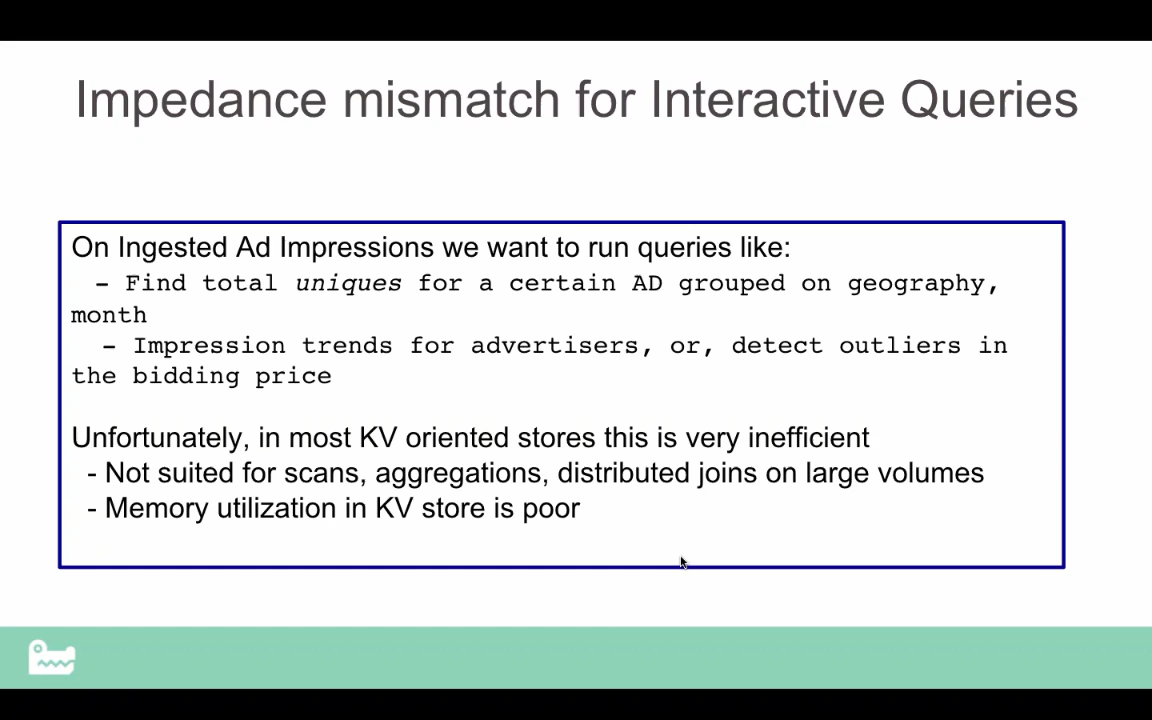 Impedance mismatch for Interactive Queries
On Ingested Ad Impressions we want to run queries like:
– Find total uniques for a certain AD grouped on geography,
month
– Impression trends for advertisers, or, detect outliers in
the bidding price
Unfortunately, in most KV oriented stores this is very inefficient
- Not suited for scans, aggregations, distributed joins on large volumes
- Memory utilization in KV store is poor